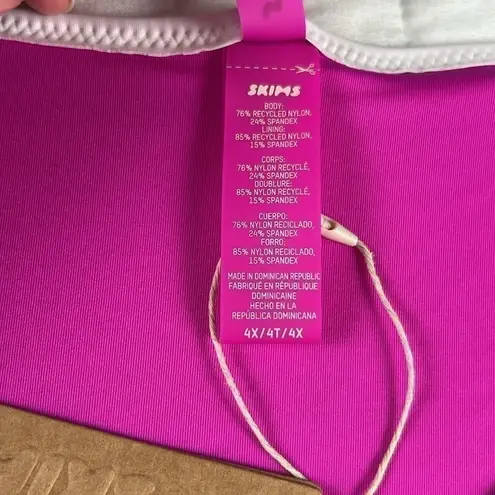 SKIMS
BODY:
76% RECYCLED NYLON,
24% SPANDEX
LINING:
85% RECYCLED NYLON,
15% SPANDEX
CORPS:
76% NYLON RECYCLÉ,
24% SPANDEX
DOUBLURE:
85% NYLON RECYCLÉ,
15% SPANDEX
CUERPO:
76% NYLON RECICLADO,
24% SPANDEX
FORRO:
85% NYLON RECICLADO,
15% SPANDEX
MADE IN DOMINICAN REPUBLIC
FABRIQUÉ EN RÉPUBLIQUE
DOMINICAINE
HECHO EN LA
REPÚBLICA DOMINICANA
4X/4T/4X